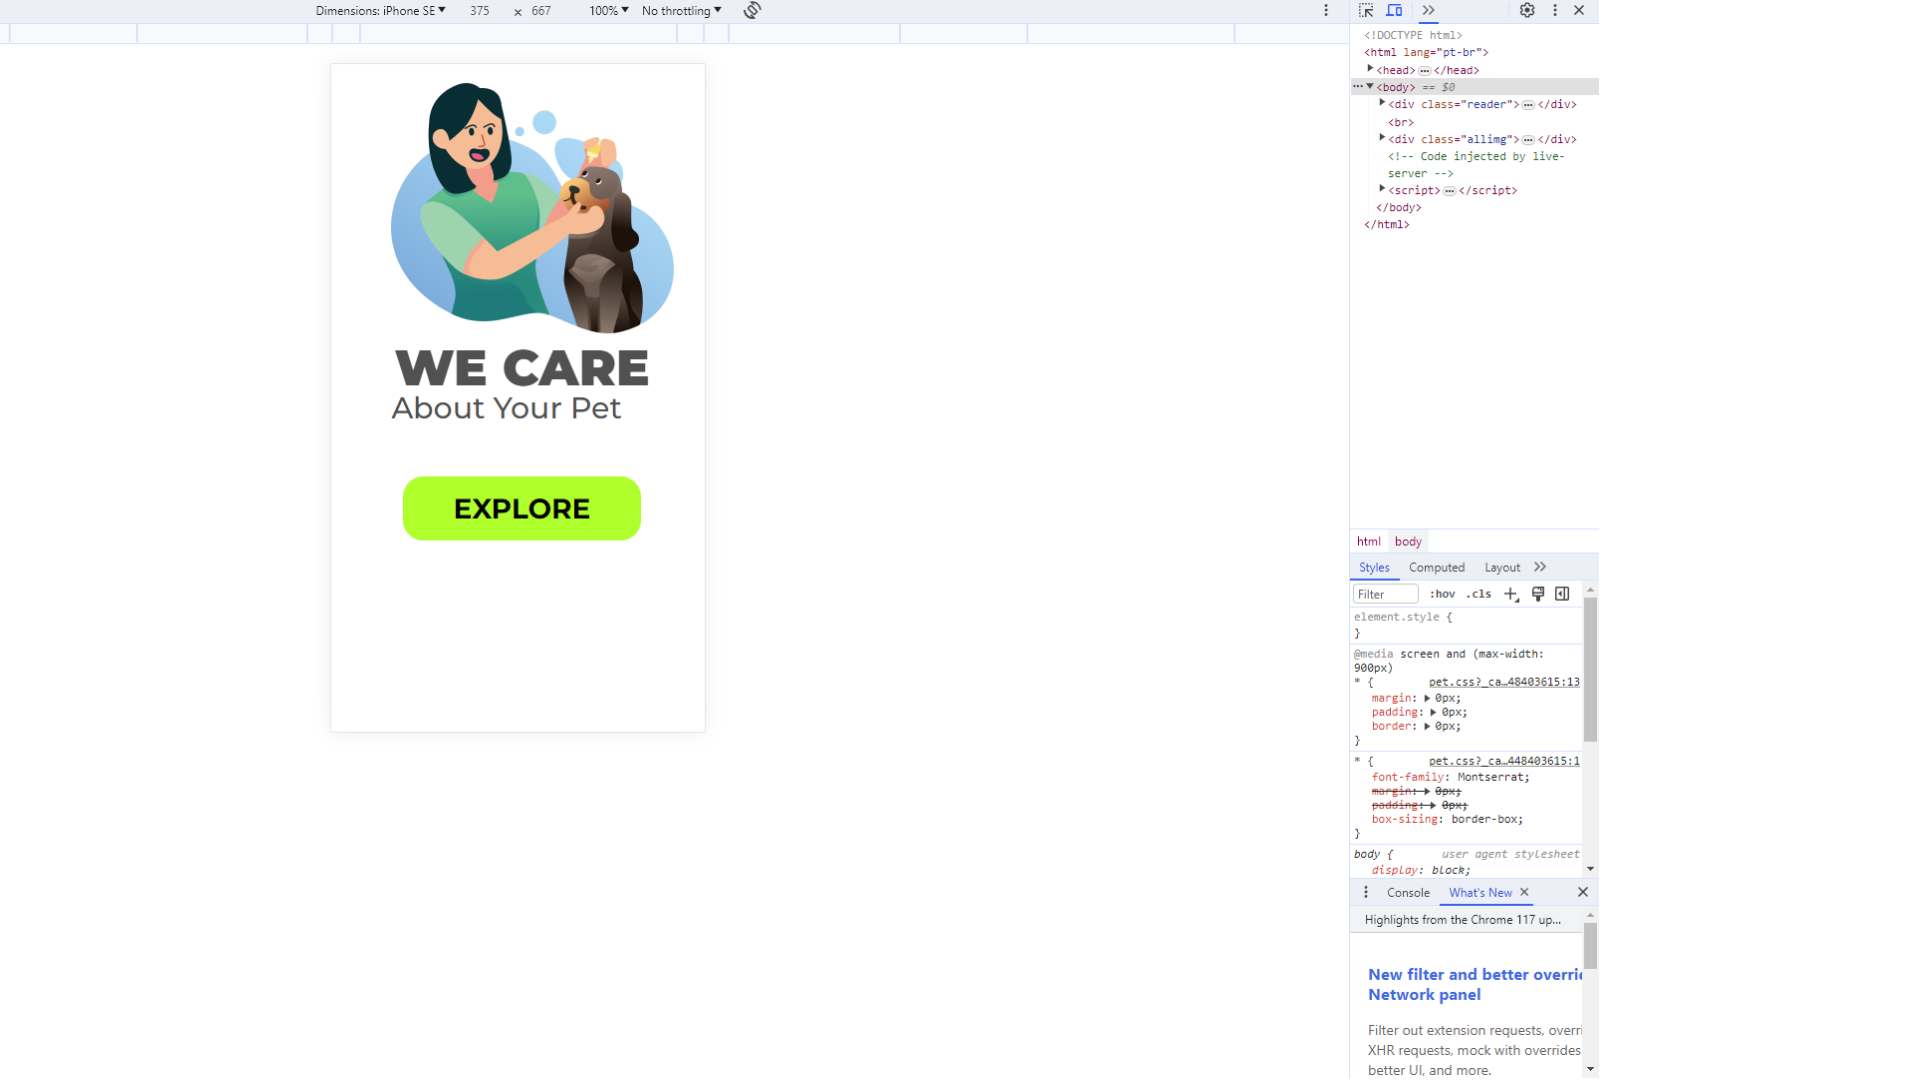 Dimensions: iPhone SE 375 × 667 100% No throttling
WE CARE
About Your Pet
EXPLORE
<!DOCTYPE html>
<html lang="pt-br">
<head> ••• </head>
••• <body> == $0
<div class="reader"> ••• </div>
<br>
<div class="allimg"> ••• </div>
<!-- Code injected by live-
server -->
<script> ••• </script>
</body>
</html>
html body
Styles Computed Layout
Filter :hov .cls
element.style {
}
@media screen and (max-width:
900px)
* { pet.css?_ca…48403615:13
margin: 0px;
padding: 0px;
border: 0px;
}
* { pet.css?_ca…448403615:1
font-family: Montserrat;
margin: 0px;
padding: 0px;
box-sizing: border-box;
}
body { user agent stylesheet
display: block;
Console What's New
Highlights from the Chrome 117 up...
New filter and better overri
Network panel
Filter out extension requests, overri
XHR requests, mock with overrides
better UI, and more.